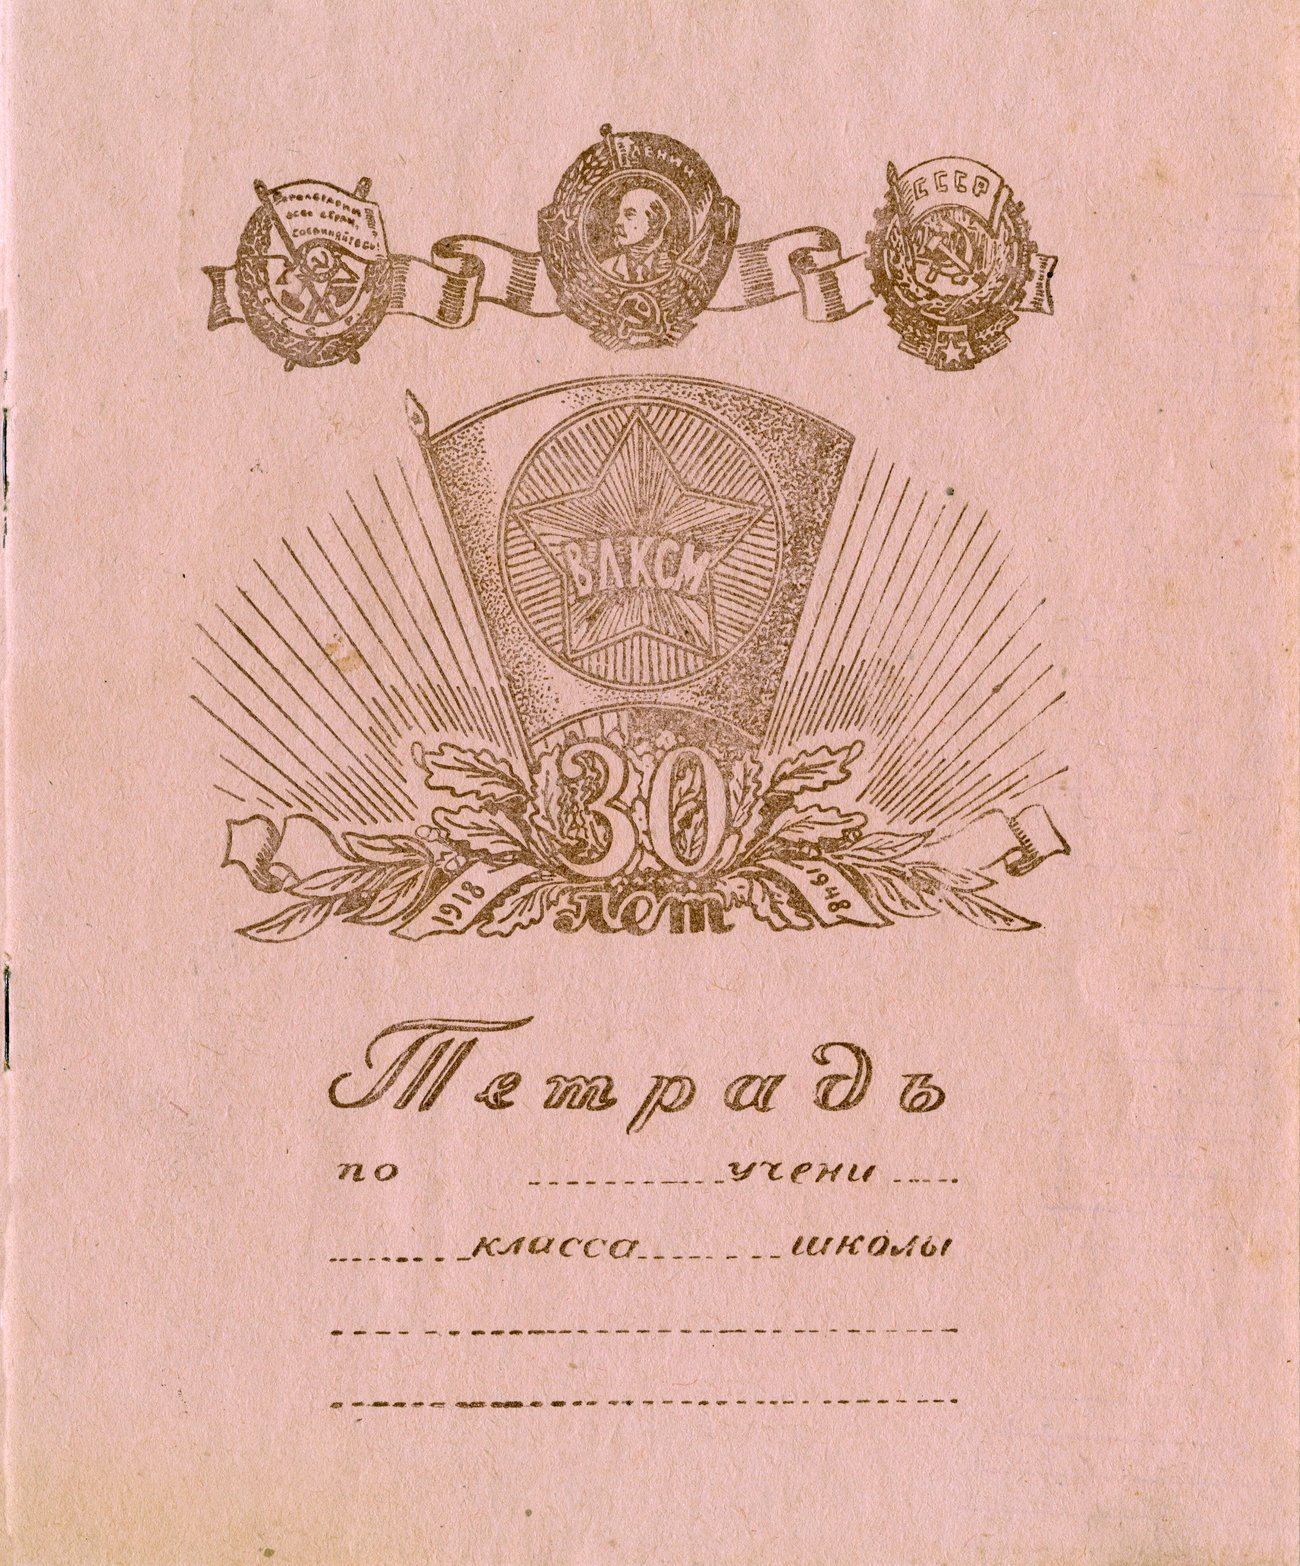 ПРОЛЕТАРИИ
ВСЕХ СТРАН,
СОЕДИНЯЙТЕСЬ!
ЛЕНИН
СССР
ВЛКСМ
30
1918
1948
лет
Тетрадь
по ............ учени .....
........ класса ........ школы